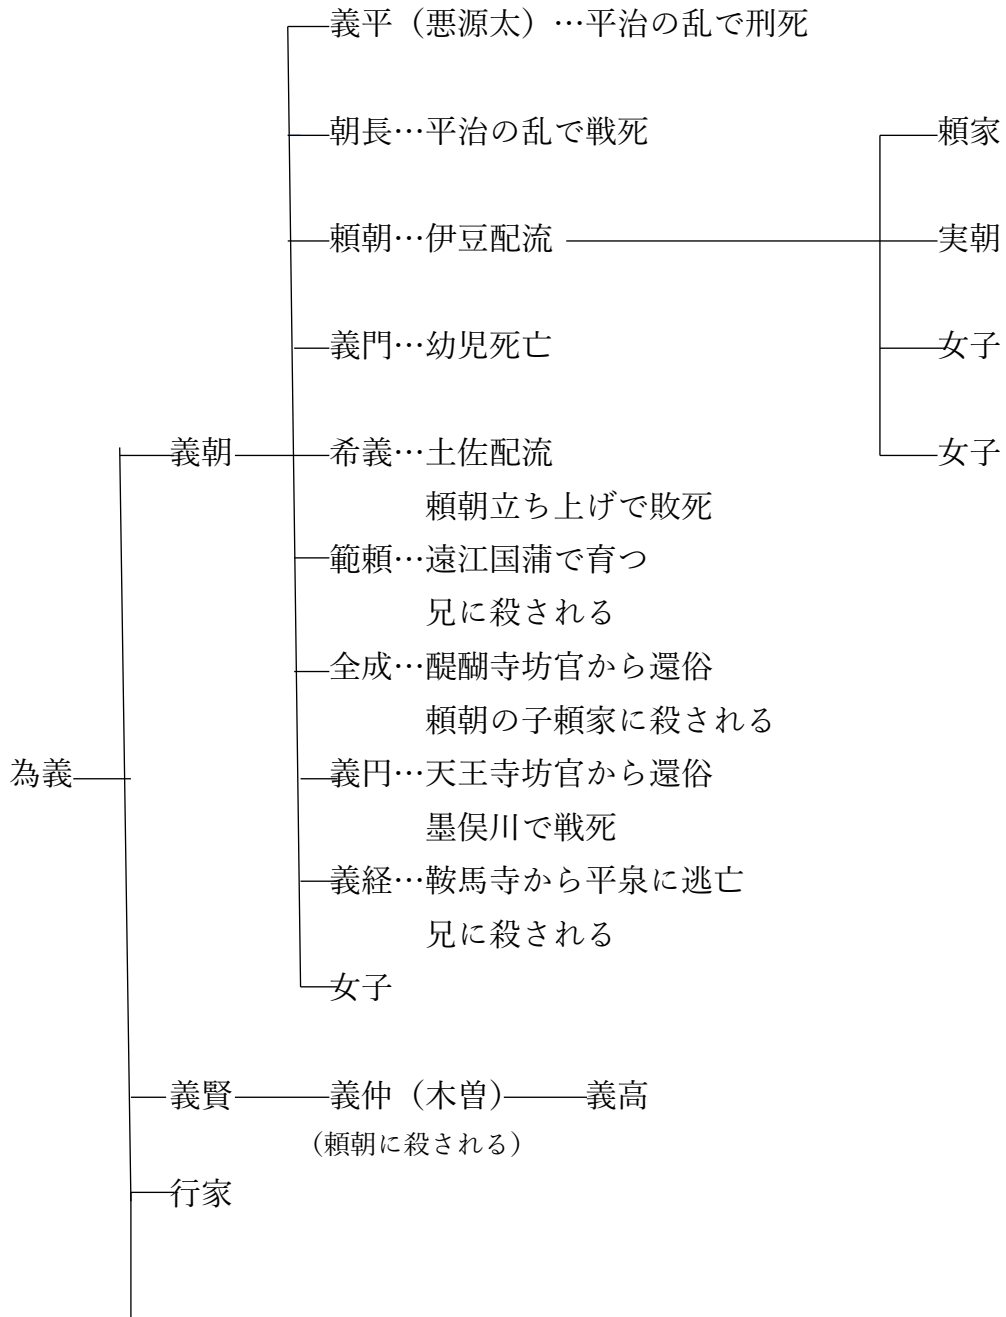 義平（悪源太）…平治の乱で刑死
朝長…平治の乱で戦死
頼家
頼朝…伊豆配流
実朝
義門…幼児死亡
女子
義朝
希義…土佐配流
女子
頼朝立ち上げで敗死
範頼…遠江国蒲で育つ
兄に殺される
全成…醍醐寺坊官から還俗
頼朝の子頼家に殺される
為義
義円…天王寺坊官から還俗
墨俣川で戦死
義経…鞍馬寺から平泉に逃亡
兄に殺される
女子
義賢
義仲（木曽）
義高
（頼朝に殺される）
行家